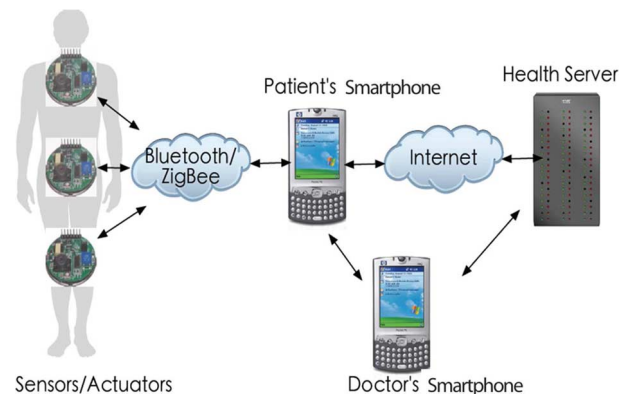 Patient's Smartphone
Health Server
Bluetooth/
ZigBee
Internet
Sensors/Actuators
Doctor's Smartphone